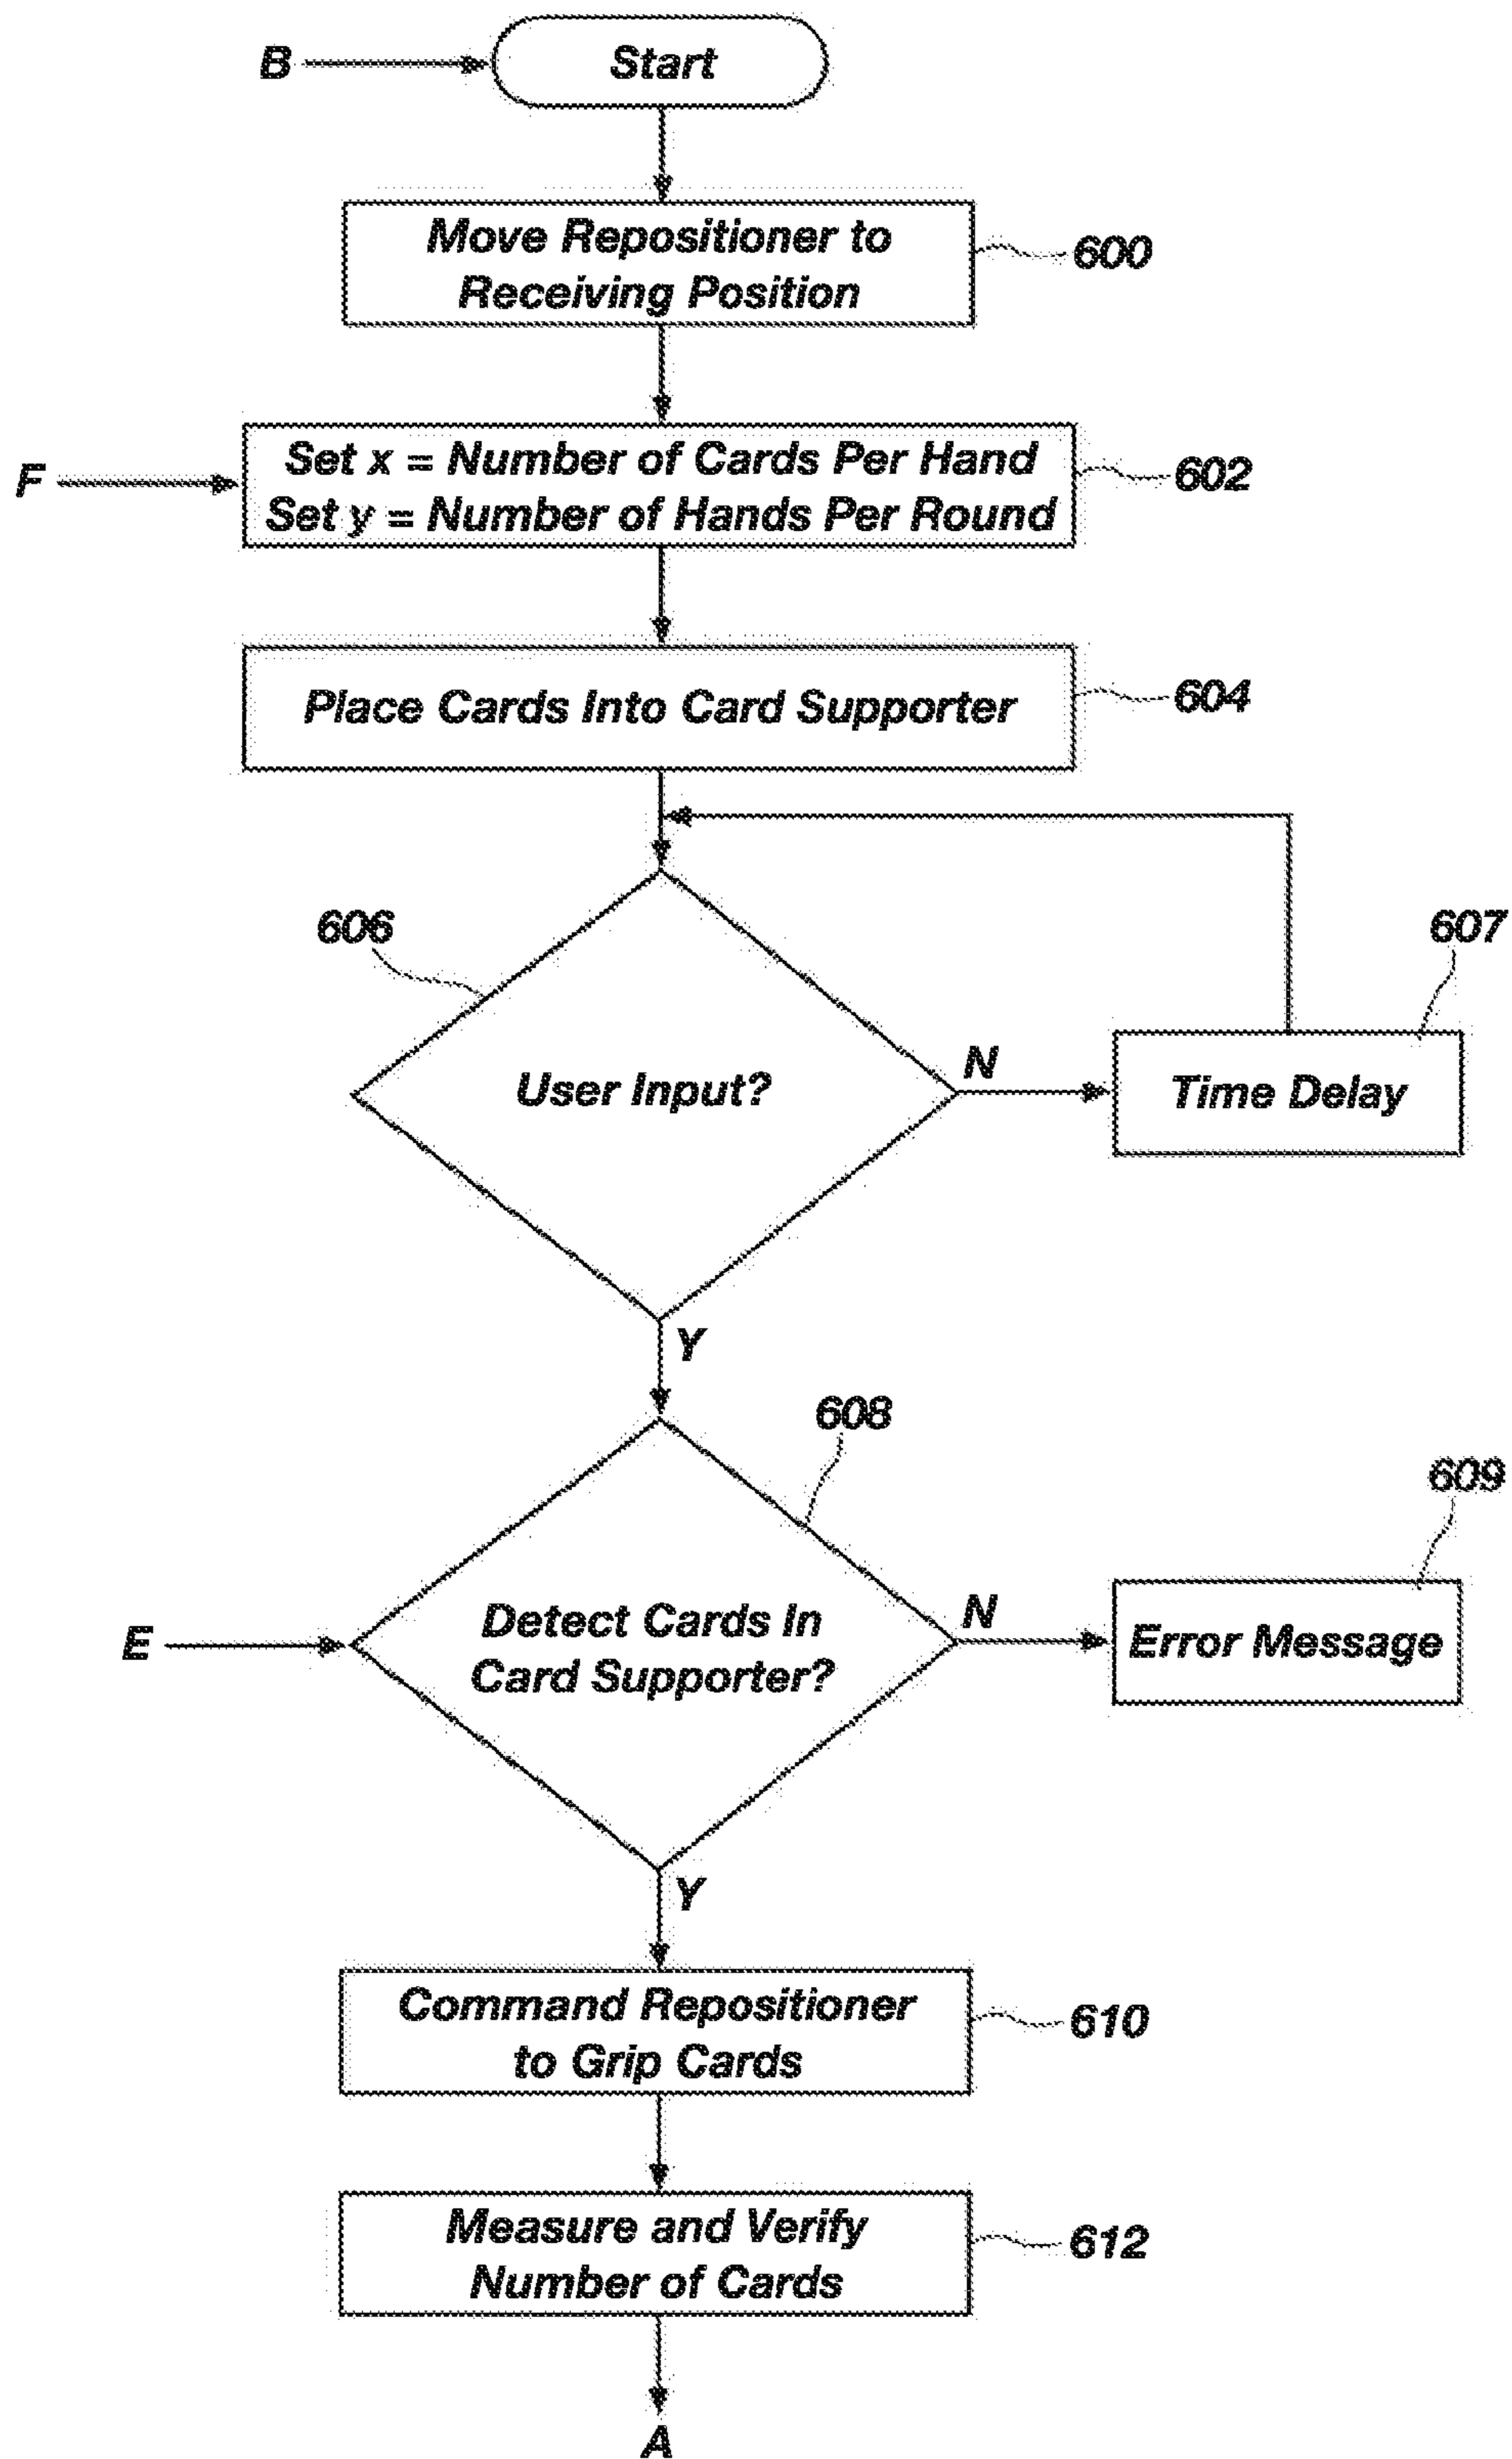 B
Start
Move Repositioner to
Receiving Position
600
F
Set x = Number of Cards Per Hand
Set y = Number of Hands Per Round
602
Place Cards Into Card Supporter
604
606
607
User Input?
N
Time Delay
Y
608
609
E
Detect Cards In
Card Supporter?
N
Error Message
Y
Command Repositioner
to Grip Cards
610
Measure and Verify
Number of Cards
612
A